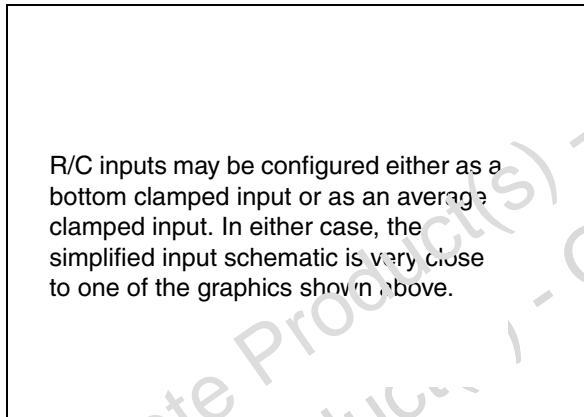 R/C inputs may be configured either as a
bottom clamped input or as an average
clamped input. In either case, the
simplified input schematic is very close
to one of the graphics shown above.
Product(s) -